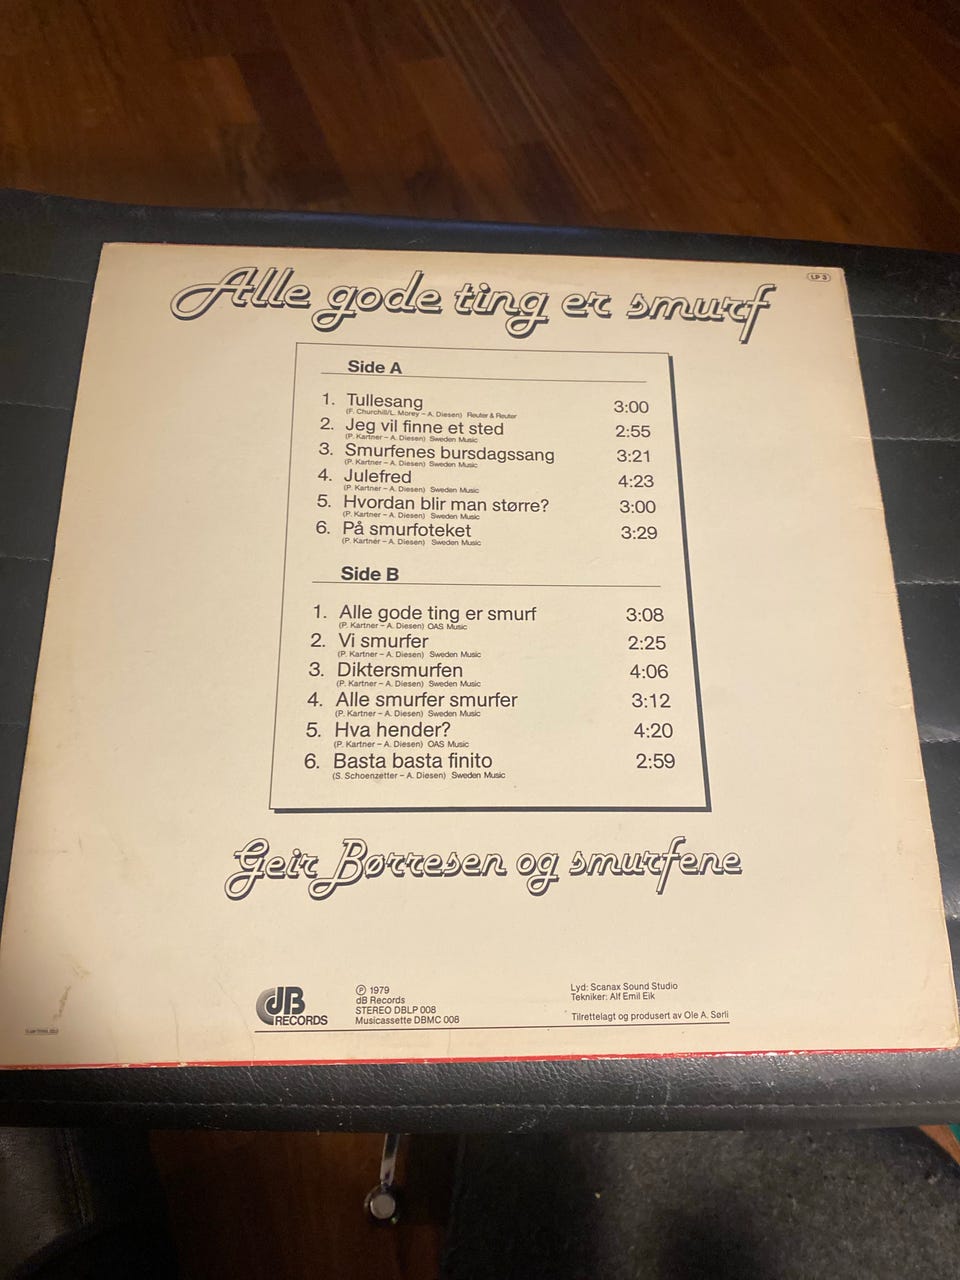 LP 3
Alle gode ting er smurf
Side A
1. Tullesang 3:00
(F. Churchill/L. Morey – A. Diesen) Reuter & Reuter
2. Jeg vil finne et sted 2:55
(P. Kartner – A. Diesen) Sweden Music
3. Smurfenes bursdagssang 3:21
(P. Kartner – A. Diesen) Sweden Music
4. Julefred 4:23
(P. Kartner – A. Diesen) Sweden Music
5. Hvordan blir man større? 3:00
(P. Kartner – A. Diesen) Sweden Music
6. På smurfoteket 3:29
(P. Kartner – A. Diesen) Sweden Music
Side B
1. Alle gode ting er smurf 3:08
(P. Kartner – A. Diesen) OAS Music
2. Vi smurfer 2:25
(P. Kartner – A. Diesen) Sweden Music
3. Diktersmurfen 4:06
(P. Kartner – A. Diesen) Sweden Music
4. Alle smurfer smurfer 3:12
(P. Kartner – A. Diesen) Sweden Music
5. Hva hender? 4:20
(P. Kartner – A. Diesen) OAS Music
6. Basta basta finito 2:59
(S. Schoenzetter – A. Diesen) Sweden Music
Geir Børresen og smurfene
dB
RECORDS
Ⓟ 1979
dB Records
STEREO DBLP 008
Musicassette DBMC 008
Lyd: Scanax Sound Studio
Tekniker: Alf Emil Eik
Tilrettelagt og produsert av Ole A. Sørli